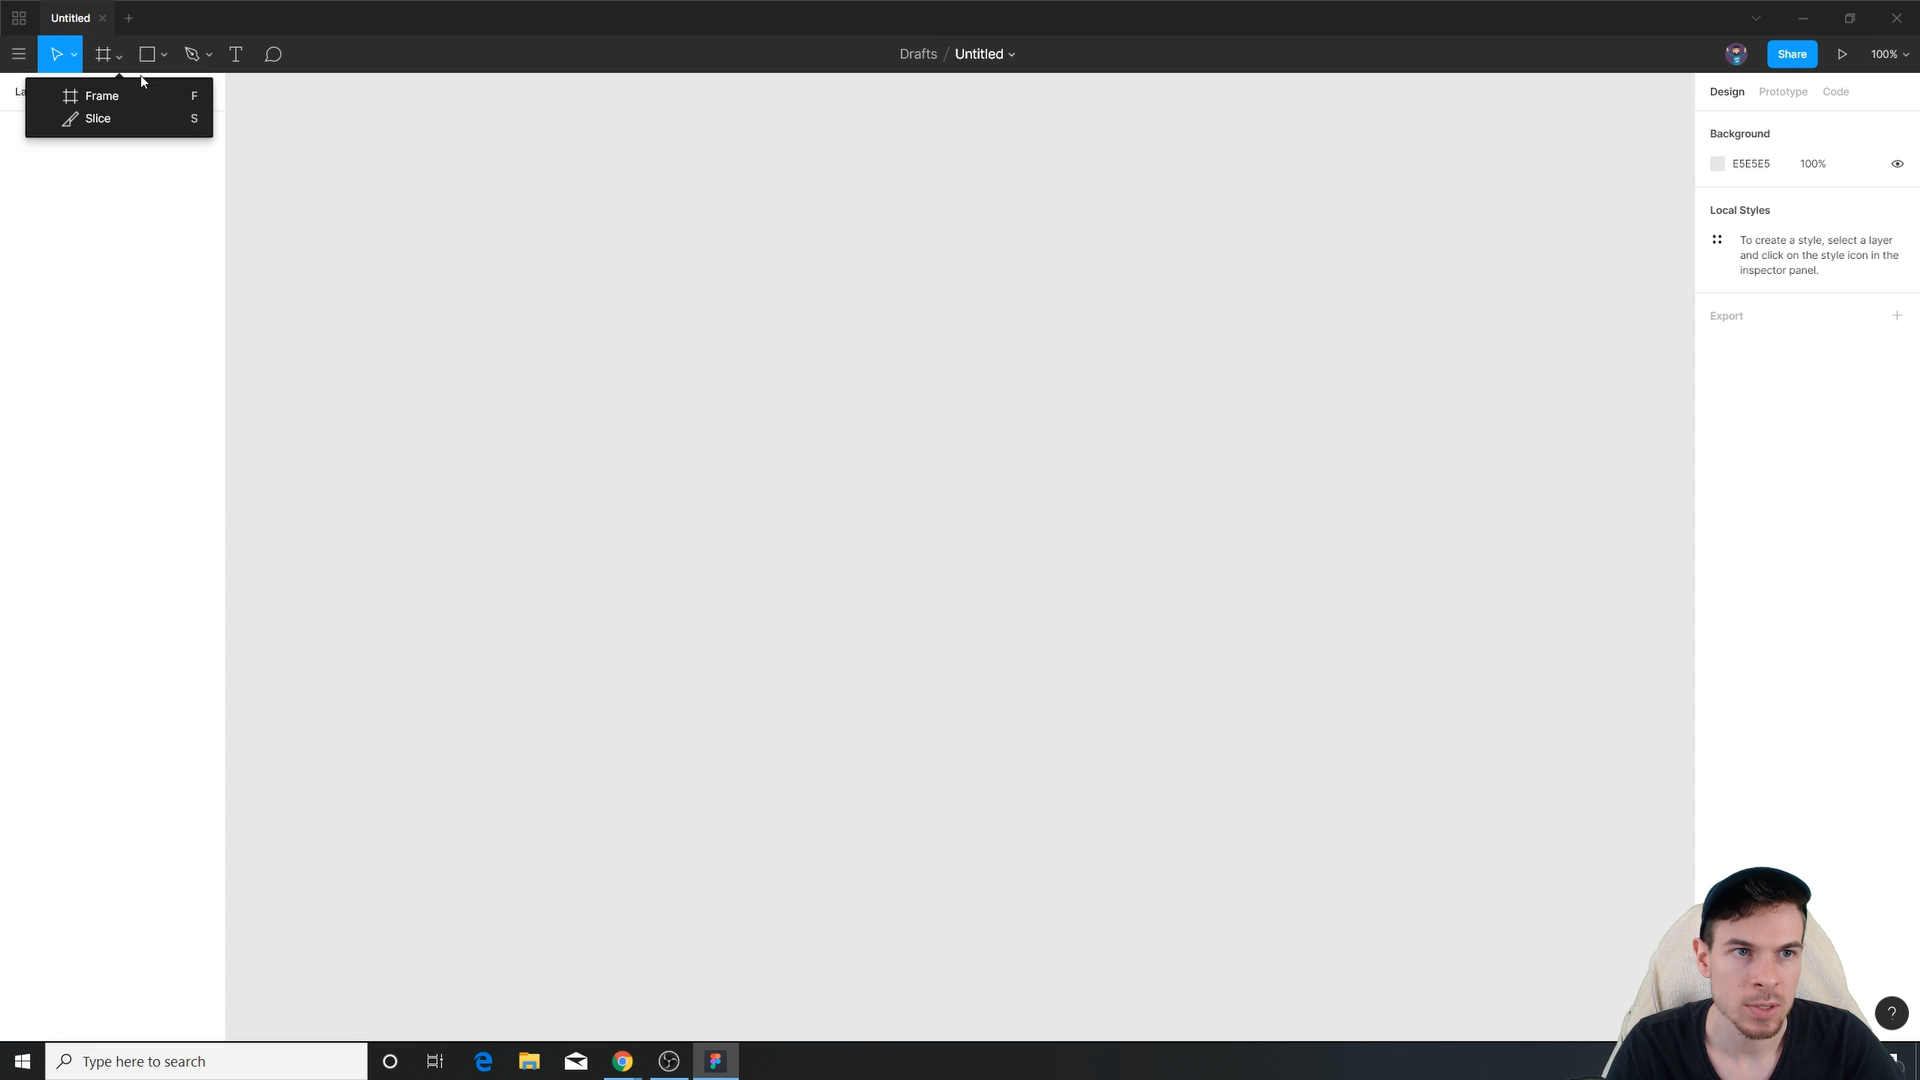 Untitled
Drafts / Untitled
Share
100%
La
Frame F
Slice S
Design Prototype Code
Background
E5E5E5 100%
Local Styles
To create a style, select a layer
and click on the style icon in the
inspector panel.
Export
?
Type here to search